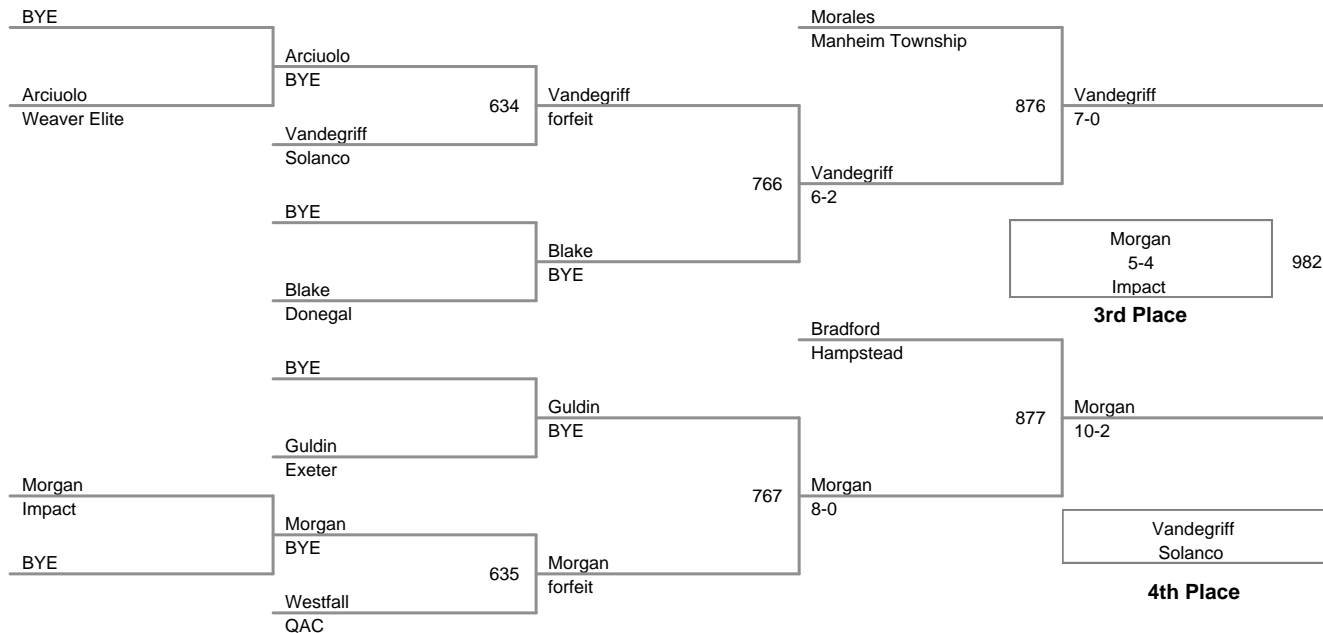 BYE
Arciuolo
Weaver Elite
Arciuolo
BYE
Vandegriff
Solanco
634
Vandegriff
forfeit
BYE
Blake
Donegal
Blake
BYE
766
Vandegriff
6-2
Morales
Manheim Township
876
Vandegriff
7-0
Morgan
5-4
Impact
982
3rd Place
BYE
Guldin
Exeter
Guldin
BYE
Morgan
Impact
BYE
Morgan
BYE
Westfall
QAC
635
Morgan
forfeit
767
Morgan
8-0
Bradford
Hampstead
877
Morgan
10-2
Vandegriff
Solanco
4th Place